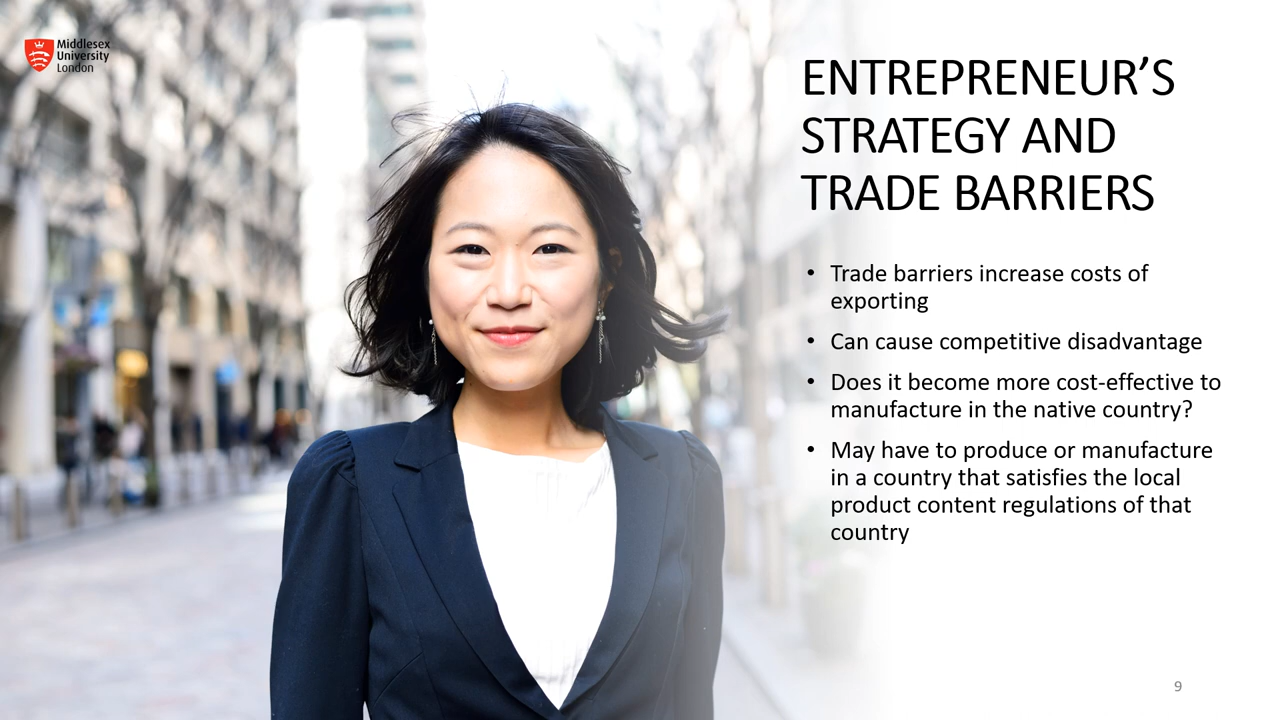 Middlesex
University
London
ENTREPRENEUR’S
STRATEGY AND
TRADE BARRIERS
• Trade barriers increase costs of
exporting
• Can cause competitive disadvantage
• Does it become more cost-effective to
manufacture in the native country?
• May have to produce or manufacture
in a country that satisfies the local
product content regulations of that
country
9